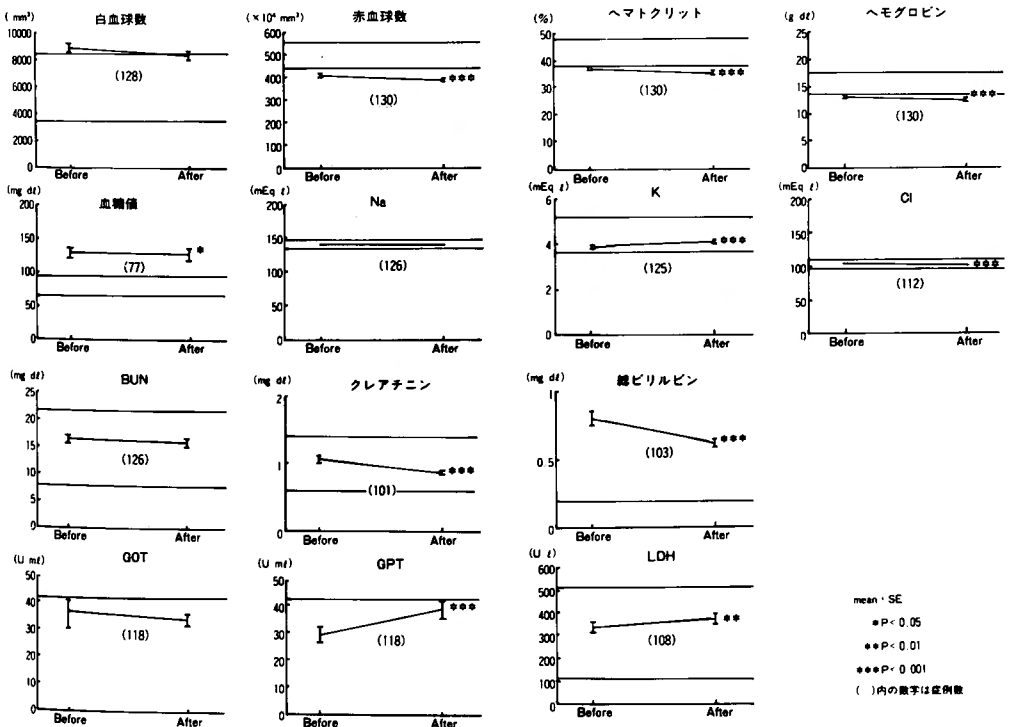 ( mm³)
白血球数
10000
8000
6000
4000
2000
0
(128)
Before
After
(×10⁴ mm³)
赤血球数
600
500
400
300
200
100
0
***
(130)
Before
After
(%)
ヘマトクリット
50
40
30
20
10
0
***
(130)
Before
After
(g dℓ)
ヘモグロビン
25
20
15
10
5
0
***
(130)
Before
After
(mg dℓ)
血糖値
200
150
100
50
0
*
(77)
Before
After
(mEq ℓ)
Na
200
150
100
50
0
(126)
Before
After
(mEq ℓ)
K
6
4
2
0
***
(125)
Before
After
(mEq ℓ)
Cl
200
150
100
50
0
***
(112)
Before
After
(mg dℓ)
BUN
25
20
15
10
5
0
(126)
Before
After
(mg dℓ)
クレアチニン
2
1
0
***
(101)
Before
After
(mg dℓ)
総ビリルビン
1
0 5
0
***
(103)
Before
After
(U mℓ)
GOT
50
40
30
20
10
0
(118)
Before
After
(U mℓ)
GPT
50
40
30
20
10
0
***
(118)
Before
After
(U ℓ)
LDH
600
500
400
300
200
100
0
**
(108)
Before
After
mean · SE
*P< 0.05
**P< 0.01
***P< 0 001
( )内の数字は症例数